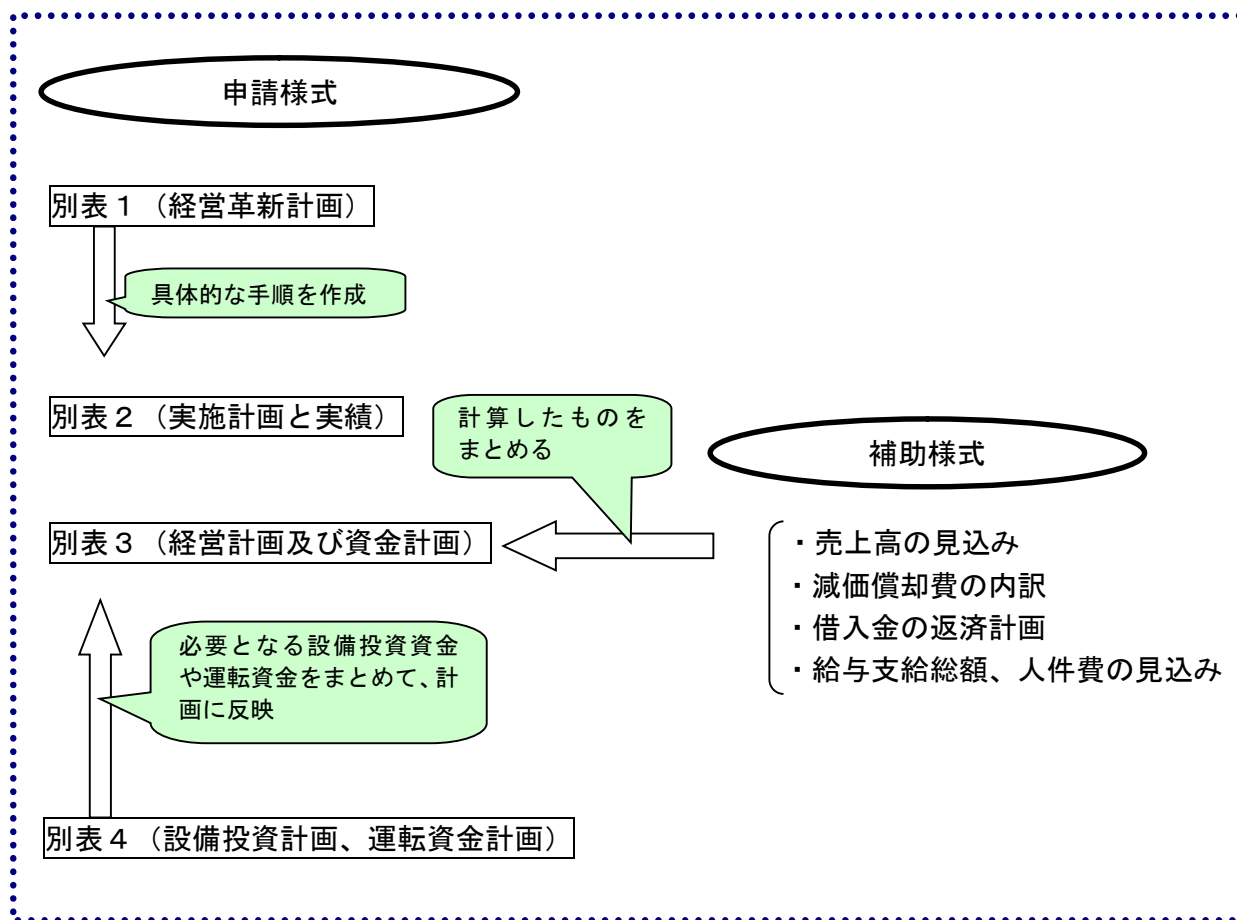 申請様式
別表１（経営革新計画）
具体的な手順を作成
別表２（実施計画と実績）
計算したものを
まとめる
補助様式
別表３（経営計画及び資金計画）
・売上高の見込み
・減価償却費の内訳
・借入金の返済計画
・給与支給総額、人件費の見込み
必要となる設備投資資金
や運転資金をまとめて、計
画に反映
別表４（設備投資計画、運転資金計画）